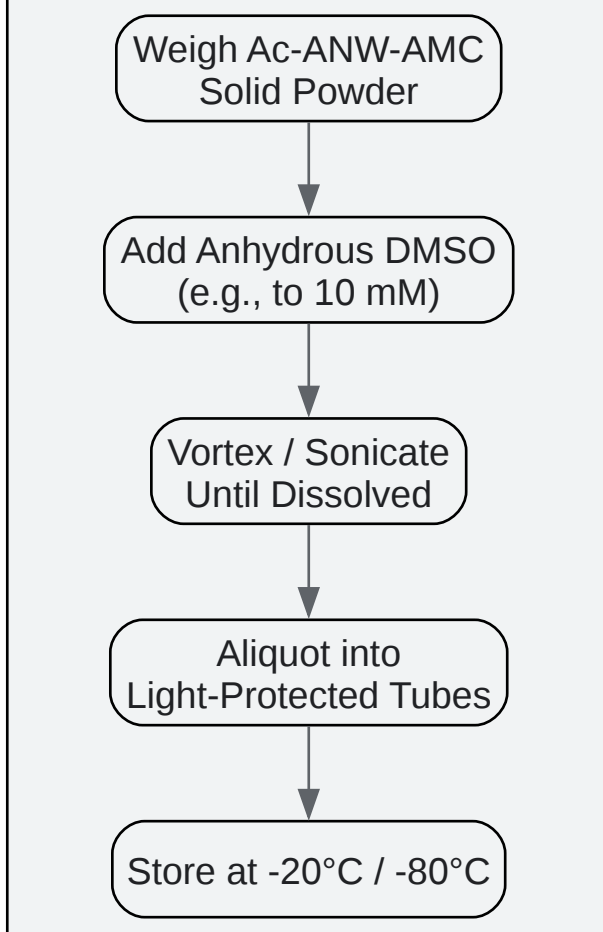 Weigh Ac-ANW-AMC
Solid Powder
Add Anhydrous DMSO
(e.g., to 10 mM)
Vortex / Sonicate
Until Dissolved
Aliquot into
Light-Protected Tubes
Store at -20°C / -80°C